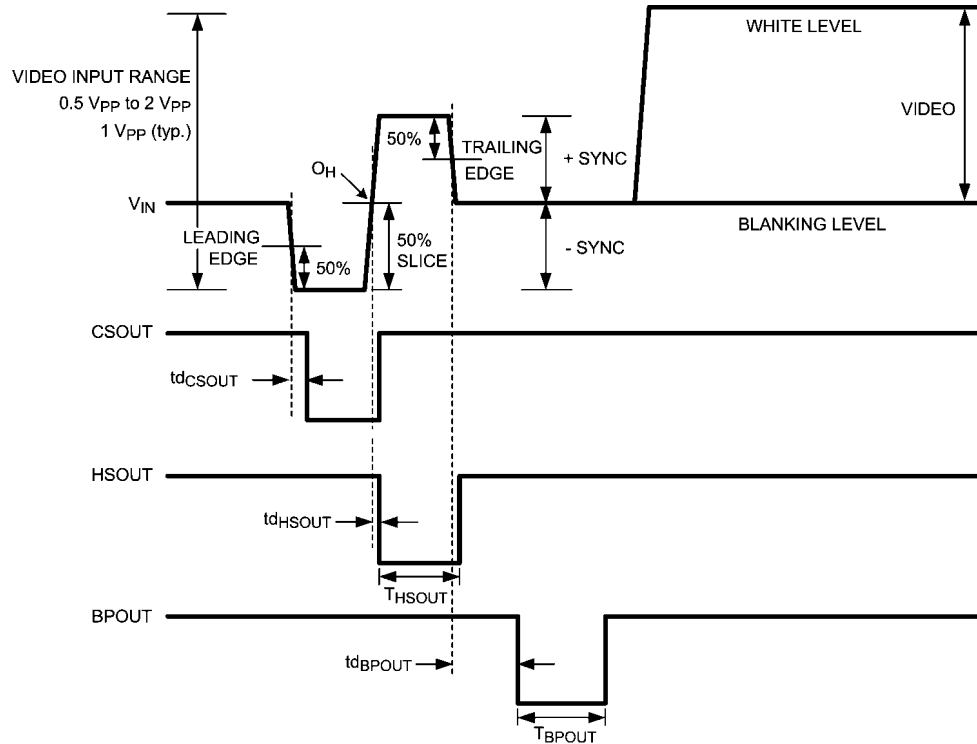 WHITE LEVEL
VIDEO INPUT RANGE
0.5 VPP to 2 VPP
1 VPP (typ.)
VIDEO
50%
TRAILING
EDGE
+ SYNC
OH
VIN
LEADING
EDGE
50%
50%
SLICE
- SYNC
BLANKING LEVEL
CSOUT
tdCSOUT
HSOUT
tdHSOUT
THSOUT
BPOUT
tdBPOUT
TBPOUT